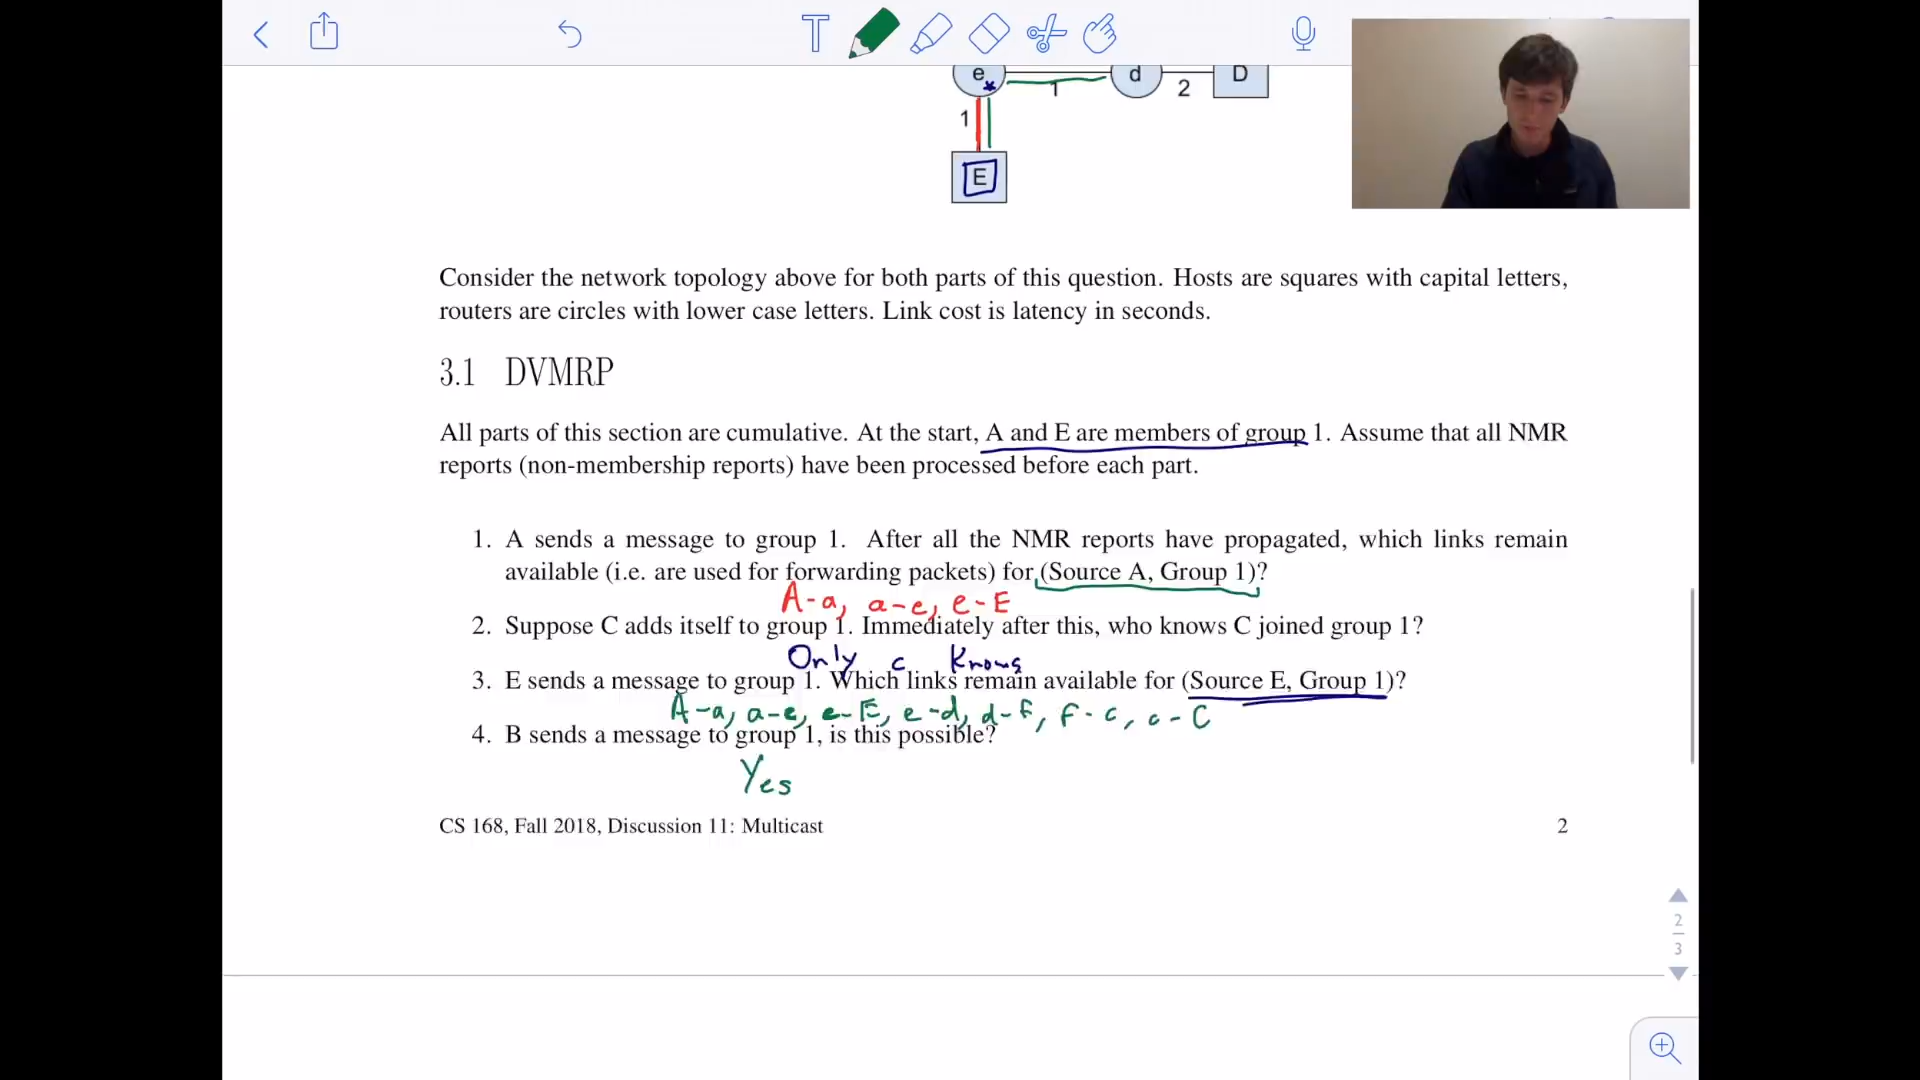 T
e d D
1 2
1
E
Consider the network topology above for both parts of this question. Hosts are squares with capital letters,
routers are circles with lower case letters. Link cost is latency in seconds.
3.1 DVMRP
All parts of this section are cumulative. At the start, A and E are members of group 1. Assume that all NMR
reports (non-membership reports) have been processed before each part.
1. A sends a message to group 1. After all the NMR reports have propagated, which links remain
available (i.e. are used for forwarding packets) for (Source A, Group 1)?
A-a, a-e, e-E
2. Suppose C adds itself to group 1. Immediately after this, who knows C joined group 1?
Only c knows
3. E sends a message to group 1. Which links remain available for (Source E, Group 1)?
A-a, a-e, e-E, e-d, d-f, f-c, c-C
4. B sends a message to group 1, is this possible?
Yes
CS 168, Fall 2018, Discussion 11: Multicast 2
2
3